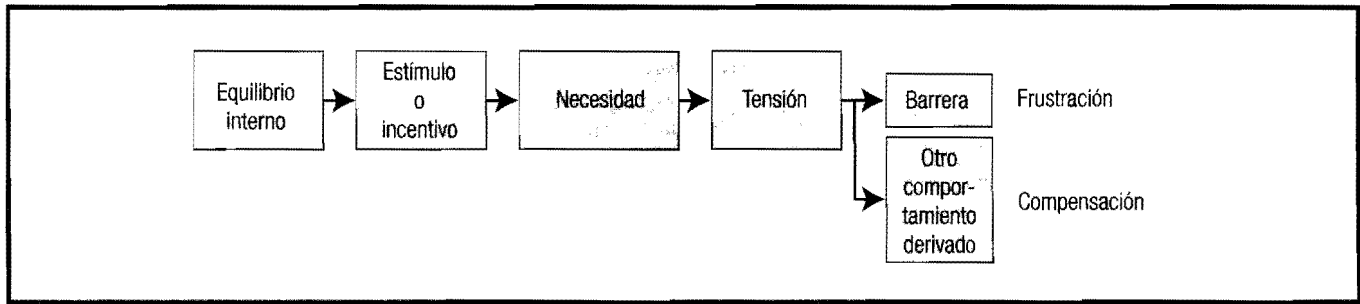 Equilibrio
interno
Estímulo
o
incentivo
Necesidad
Tensión
Barrera
Frustración
Otro
compor-
tamiento
derivado
Compensación